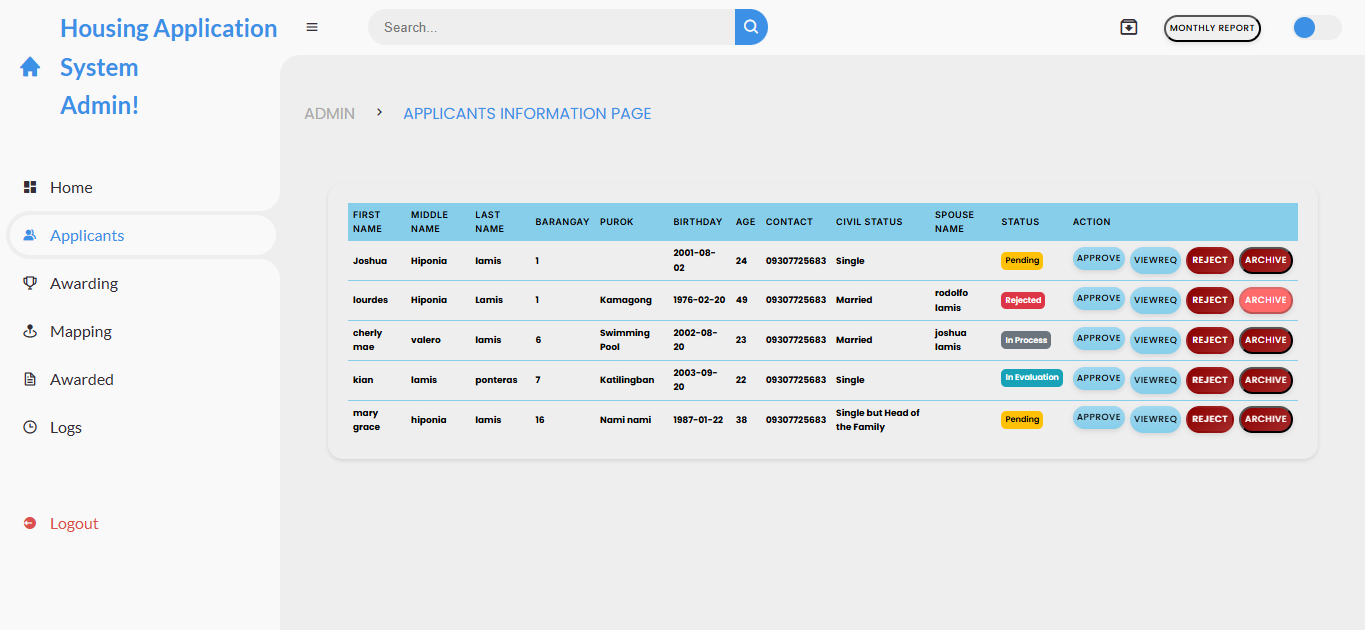 Housing Application
System
Admin!
Search...
MONTHLY REPORT
ADMIN > APPLICANTS INFORMATION PAGE
Home
Applicants
Awarding
Mapping
Awarded
Logs
Logout
FIRST NAME MIDDLE NAME LAST NAME BARANGAY PUROK BIRTHDAY AGE CONTACT CIVIL STATUS SPOUSE NAME STATUS ACTION
Joshua Hiponia lamis 1 2001-08-02 24 09307725683 Single Pending APPROVE VIEWREQ REJECT ARCHIVE
lourdes Hiponia Lamis 1 Kamagong 1976-02-20 49 09307725683 Married rodolfo lamis Rejected APPROVE VIEWREQ REJECT ARCHIVE
cherly mae valero lamis 6 Swimming Pool 2002-08-20 23 09307725683 Married joshua lamis In Process APPROVE VIEWREQ REJECT ARCHIVE
kian lamis ponteras 7 Katilingban 2003-09-20 22 09307725683 Single In Evaluation APPROVE VIEWREQ REJECT ARCHIVE
mary grace hiponia lamis 16 Nami nami 1987-01-22 38 09307725683 Single but Head of the Family Pending APPROVE VIEWREQ REJECT ARCHIVE